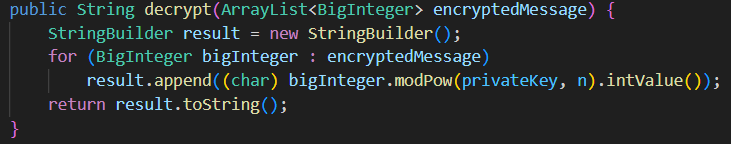 public String decrypt(ArrayList<BigInteger> encryptedMessage) {
    StringBuilder result = new StringBuilder();
    for (BigInteger bigInteger : encryptedMessage)
        result.append((char) bigInteger.modPow(privateKey, n).intValue());
    return result.toString();
}